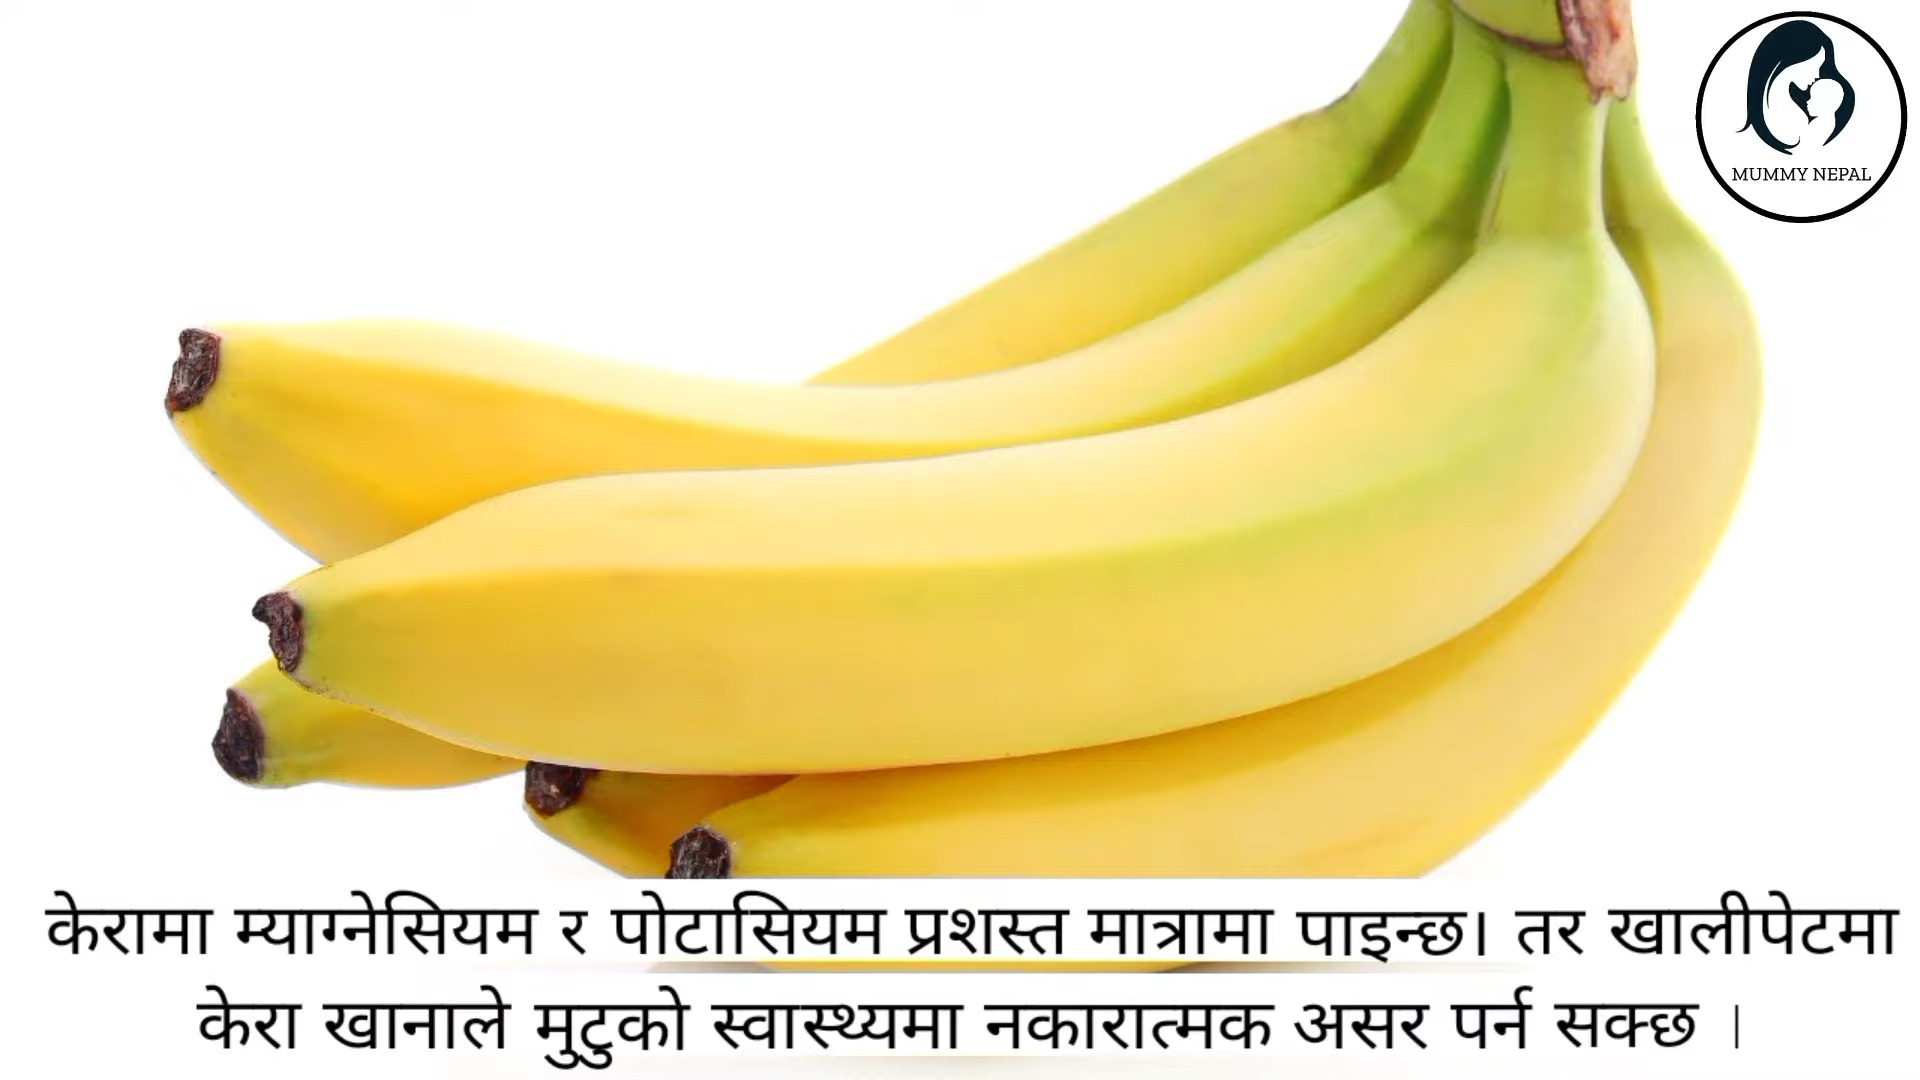 MUMMY NEPAL
केरामा म्याग्नेसियम र पोटासियम प्रशस्त मात्रामा पाइन्छ। तर खालीपेटमा
केरा खानाले मुटुको स्वास्थ्यमा नकारात्मक असर पर्न सक्छ ।